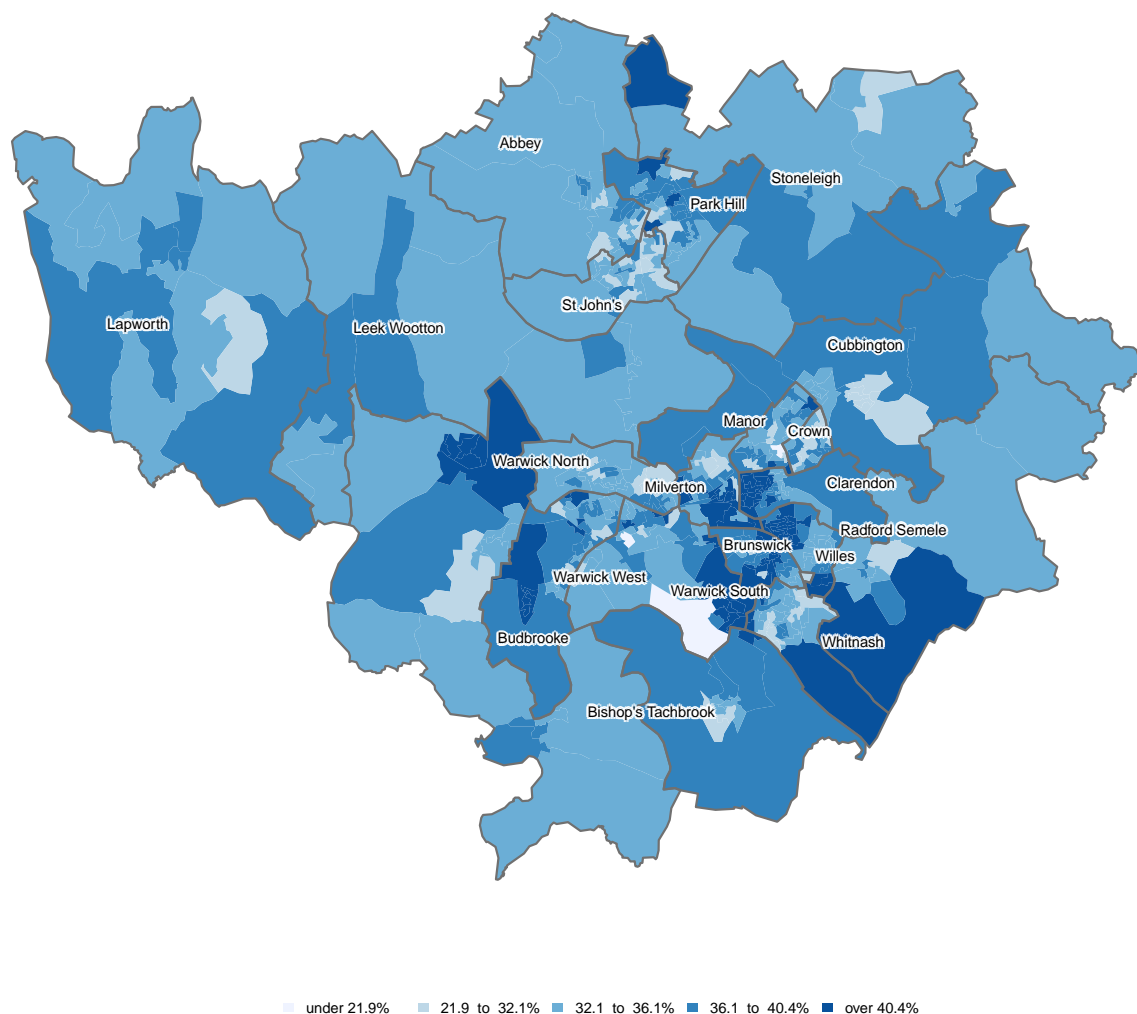 Abbey
Stoneleigh
Park Hill
St John's
Lapworth
Leek Wootton
Cubbington
Manor
Crown
Warwick North
Milverton
Clarendon
Radford Semele
Brunswick
Willes
Warwick West
Warwick South
Budbrooke
Whitnash
Bishop's Tachbrook
under 21.9% 21.9 to 32.1% 32.1 to 36.1% 36.1 to 40.4% over 40.4%